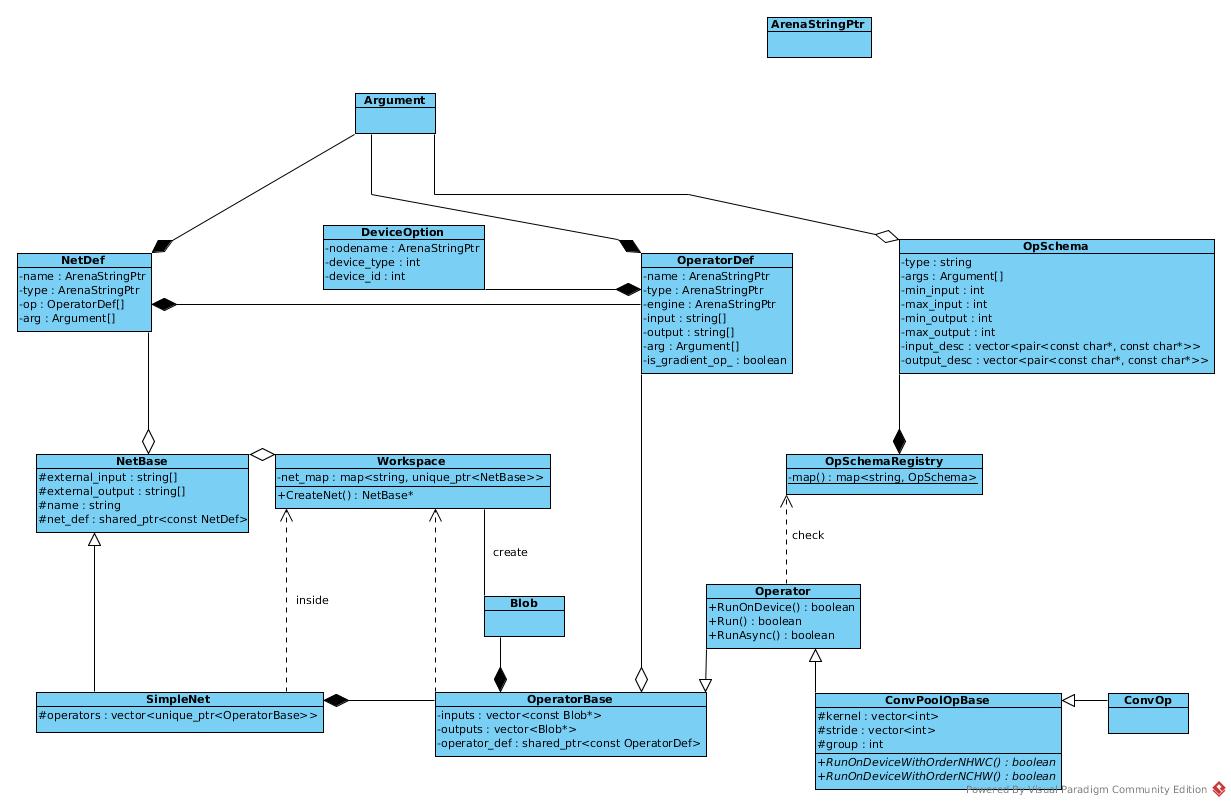 ArenaStringPtr
Argument
DeviceOption
-nodename : ArenaStringPtr
-device_type : int
-device_id : int
NetDef
-name : ArenaStringPtr
-type : ArenaStringPtr
-op : OperatorDef[]
-arg : Argument[]
OperatorDef
-name : ArenaStringPtr
-type : ArenaStringPtr
-engine : ArenaStringPtr
-input : string[]
-output : string[]
-arg : Argument[]
-is_gradient_op_ : boolean
OpSchema
-type : string
-args : Argument[]
-min_input : int
-max_input : int
-min_output : int
-max_output : int
-input_desc : vector<pair<const char*, const char*>>
-output_desc : vector<pair<const char*, const char*>>
NetBase
#external_input : string[]
#external_output : string[]
#name : string
#net_def : shared_ptr<const NetDef>
Workspace
-net_map : map<string, unique_ptr<NetBase>>
+CreateNet() : NetBase*
OpSchemaRegistry
-map() : map<string, OpSchema>
check
create
inside
Blob
Operator
+RunOnDevice() : boolean
+Run() : boolean
+RunAsync() : boolean
SimpleNet
#operators : vector<unique_ptr<OperatorBase>>
OperatorBase
-inputs : vector<const Blob*>
-outputs : vector<Blob*>
-operator_def : shared_ptr<const OperatorDef>
ConvPoolOpBase
#kernel : vector<int>
#stride : vector<int>
#group : int
+RunOnDeviceWithOrderNHWC() : boolean
+RunOnDeviceWithOrderNCHW() : boolean
ConvOp
Powered By Visual Paradigm Community Edition